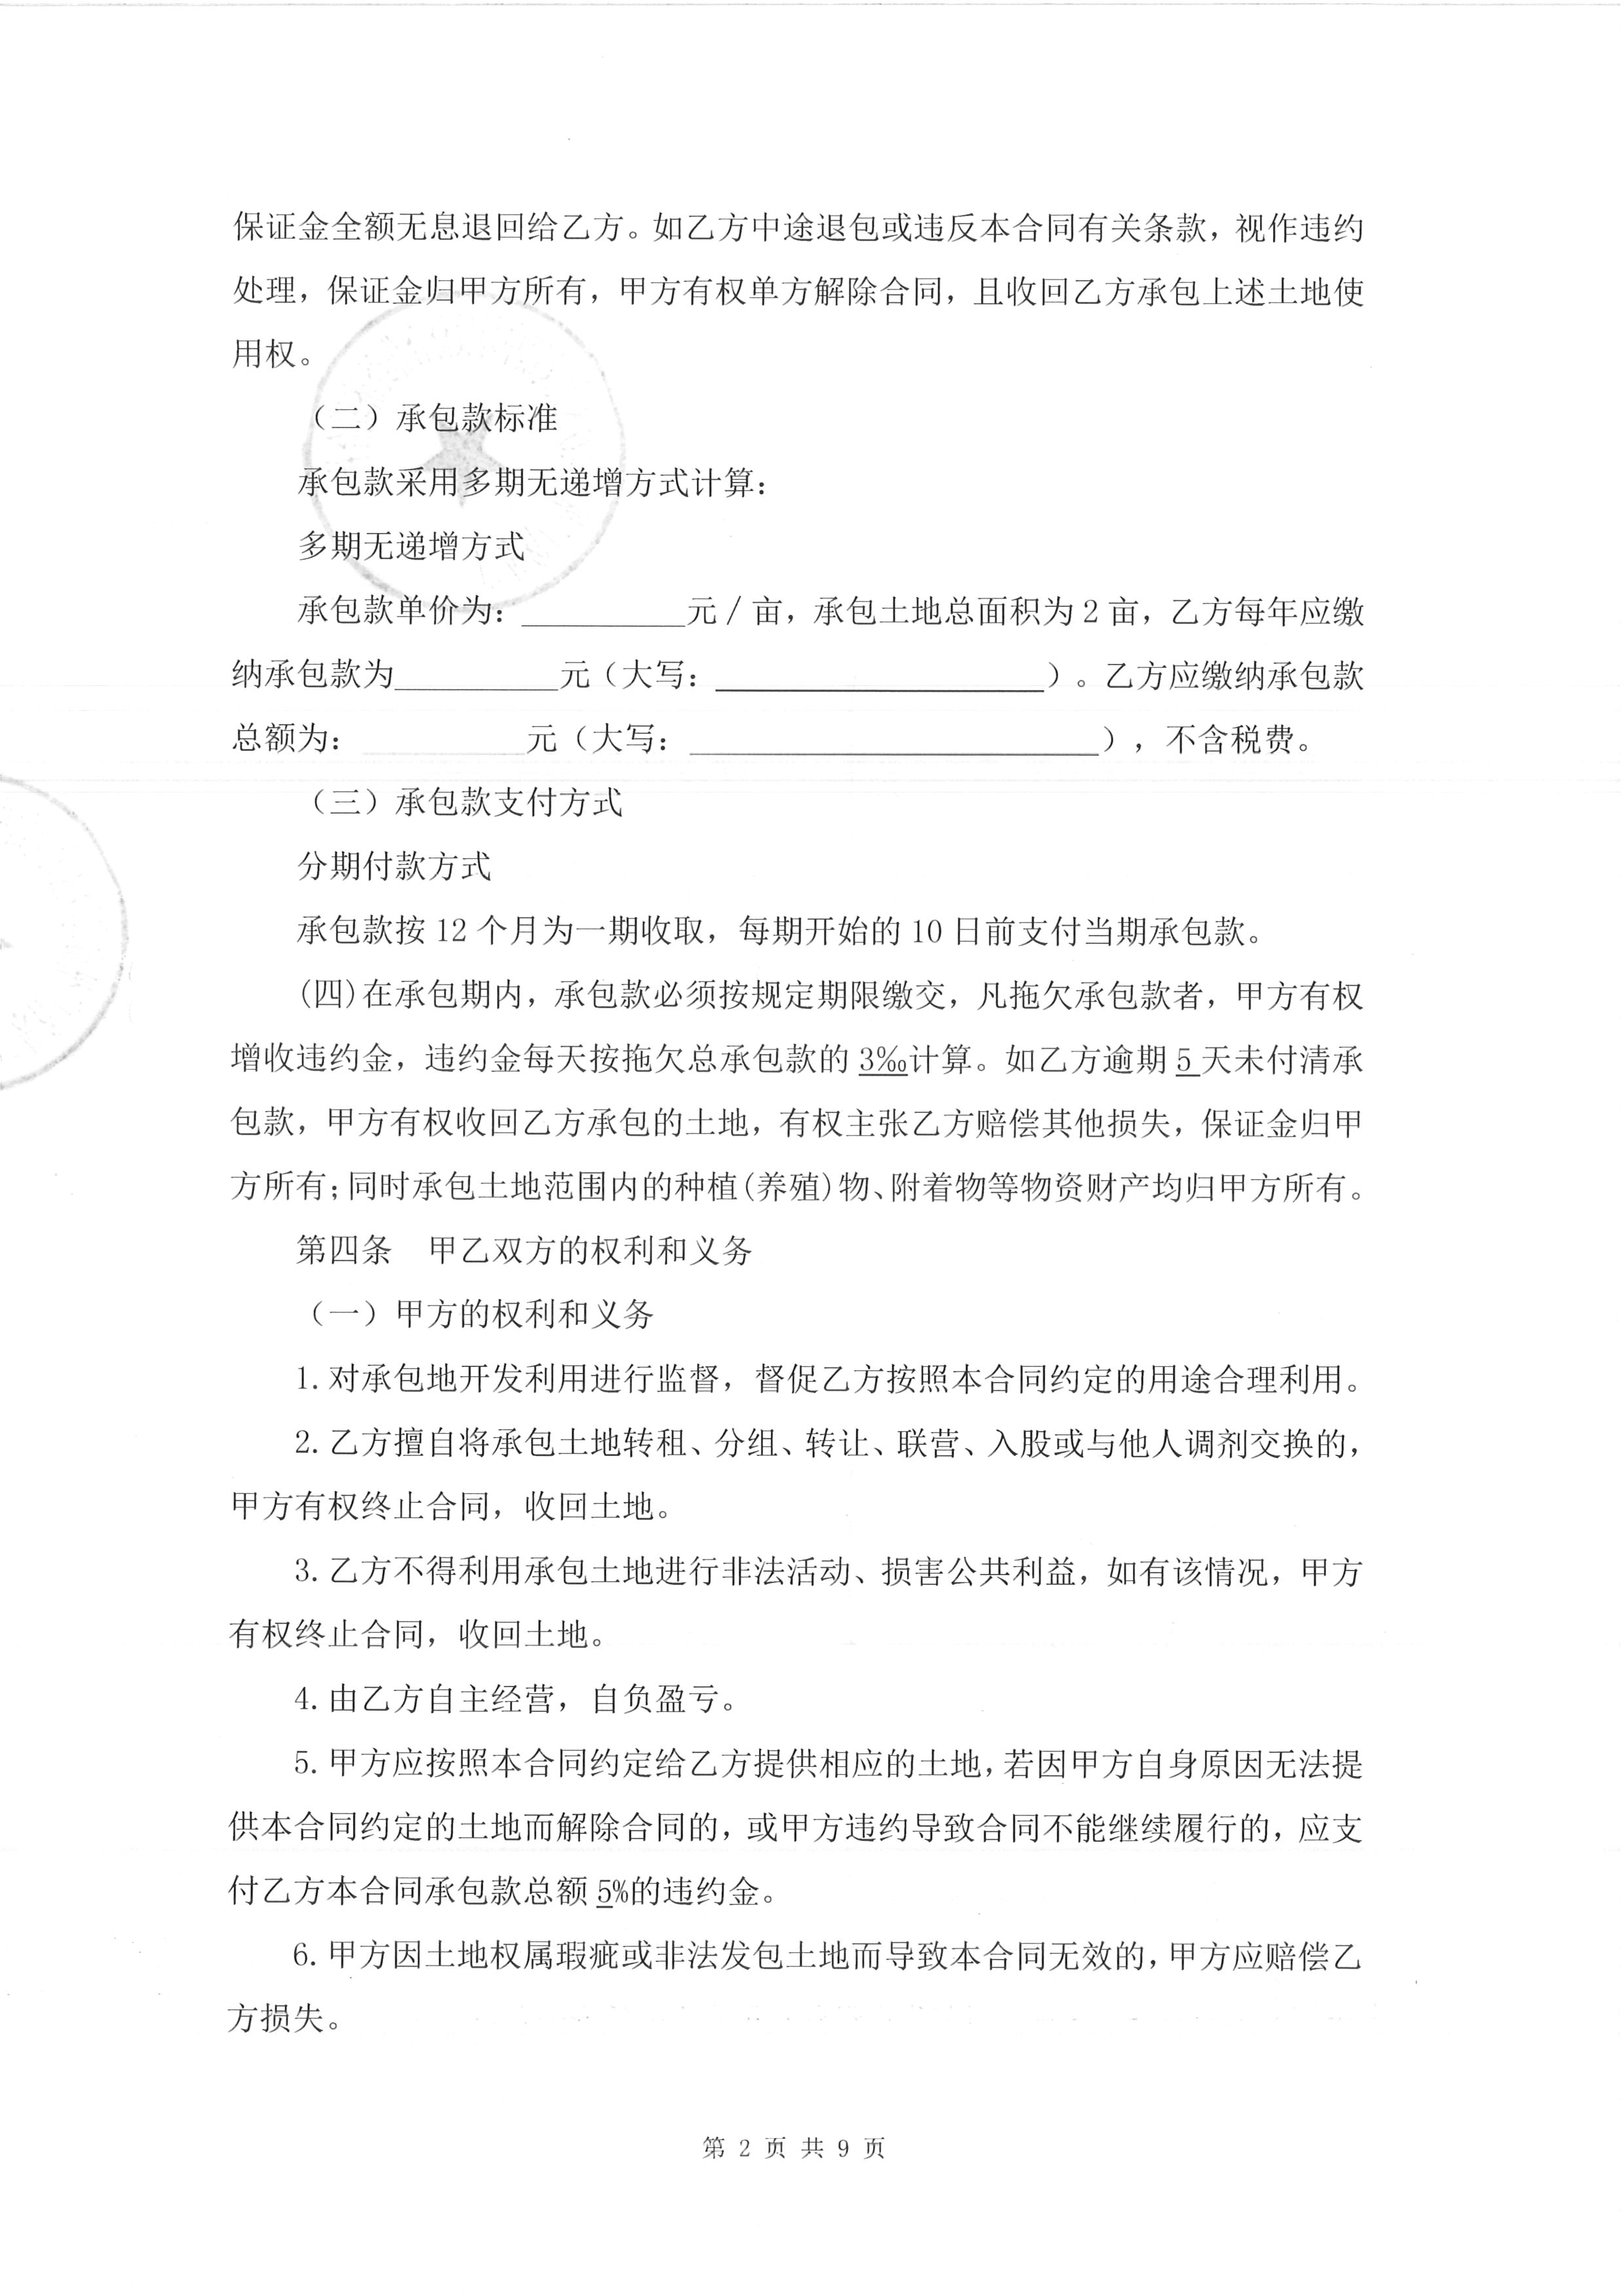 保证金全额无息退回给乙方。如乙方中途退包或违反本合同有关条款，视作违约
处理，保证金归甲方所有，甲方有权单方解除合同，且收回乙方承包上述土地使
用权。
（二）承包款标准
承包款采用多期无递增方式计算：
多期无递增方式
承包款单价为：__________元／亩，承包土地总面积为2亩，乙方每年应缴
纳承包款为__________元（大写：____________________）。乙方应缴纳承包款
总额为：__________元（大写：_________________________），不含税费。
（三）承包款支付方式
分期付款方式
承包款按12个月为一期收取，每期开始的10日前支付当期承包款。
(四)在承包期内，承包款必须按规定期限缴交，凡拖欠承包款者，甲方有权
增收违约金，违约金每天按拖欠总承包款的3‰计算。如乙方逾期5天未付清承
包款，甲方有权收回乙方承包的土地，有权主张乙方赔偿其他损失，保证金归甲
方所有；同时承包土地范围内的种植(养殖)物、附着物等物资财产均归甲方所有。
第四条　甲乙双方的权利和义务
（一）甲方的权利和义务
1.对承包地开发利用进行监督，督促乙方按照本合同约定的用途合理利用。
2.乙方擅自将承包土地转租、分组、转让、联营、入股或与他人调剂交换的，
甲方有权终止合同，收回土地。
3.乙方不得利用承包土地进行非法活动、损害公共利益，如有该情况，甲方
有权终止合同，收回土地。
4.由乙方自主经营，自负盈亏。
5.甲方应按照本合同约定给乙方提供相应的土地，若因甲方自身原因无法提
供本合同约定的土地而解除合同的，或甲方违约导致合同不能继续履行的，应支
付乙方本合同承包款总额5%的违约金。
6.甲方因土地权属瑕疵或非法发包土地而导致本合同无效的，甲方应赔偿乙
方损失。
第 2 页 共 9 页